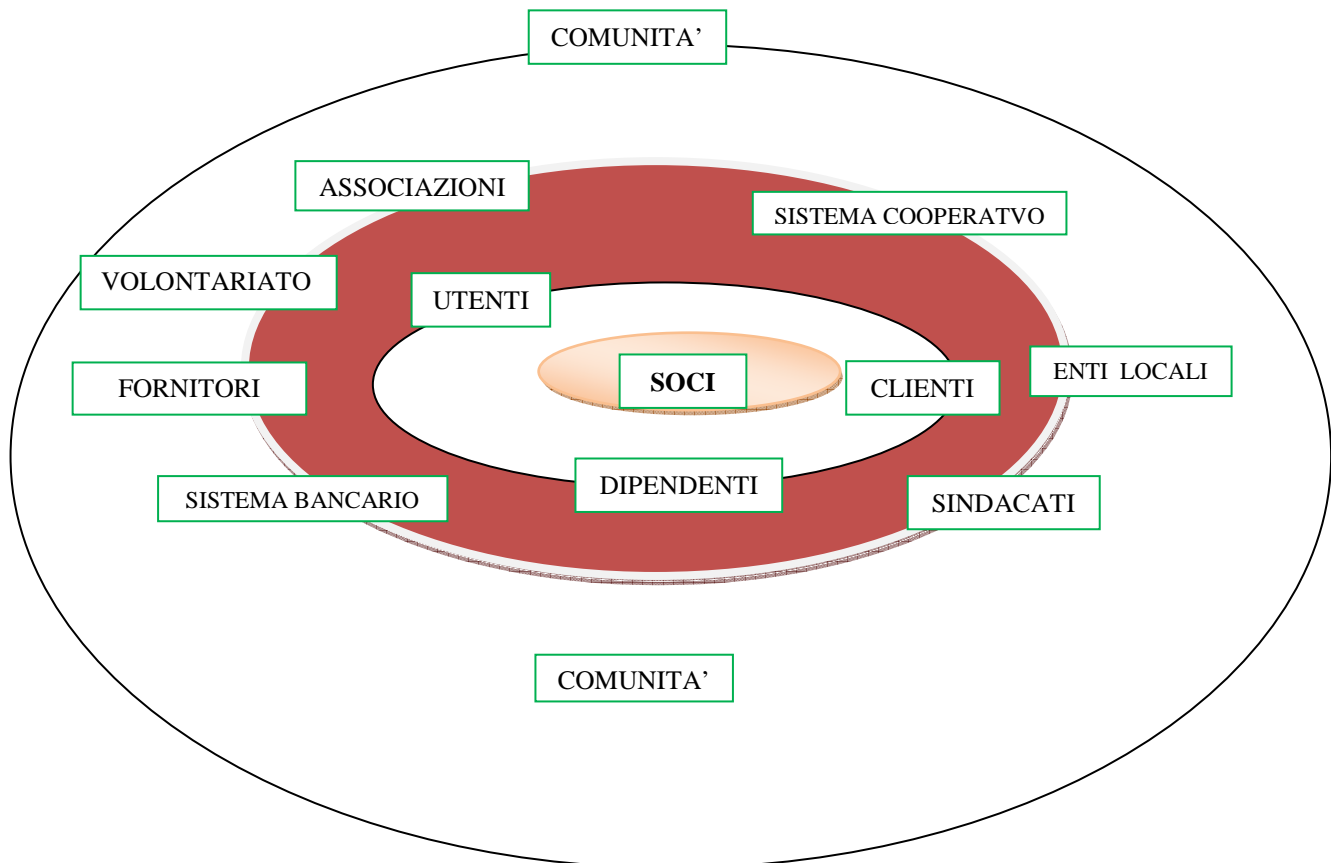 COMUNITA’
ASSOCIAZIONI
SISTEMA COOPERATVO
VOLONTARIATO
UTENTI
FORNITORI
SOCI
CLIENTI
ENTI LOCALI
SISTEMA BANCARIO
DIPENDENTI
SINDACATI
COMUNITA’